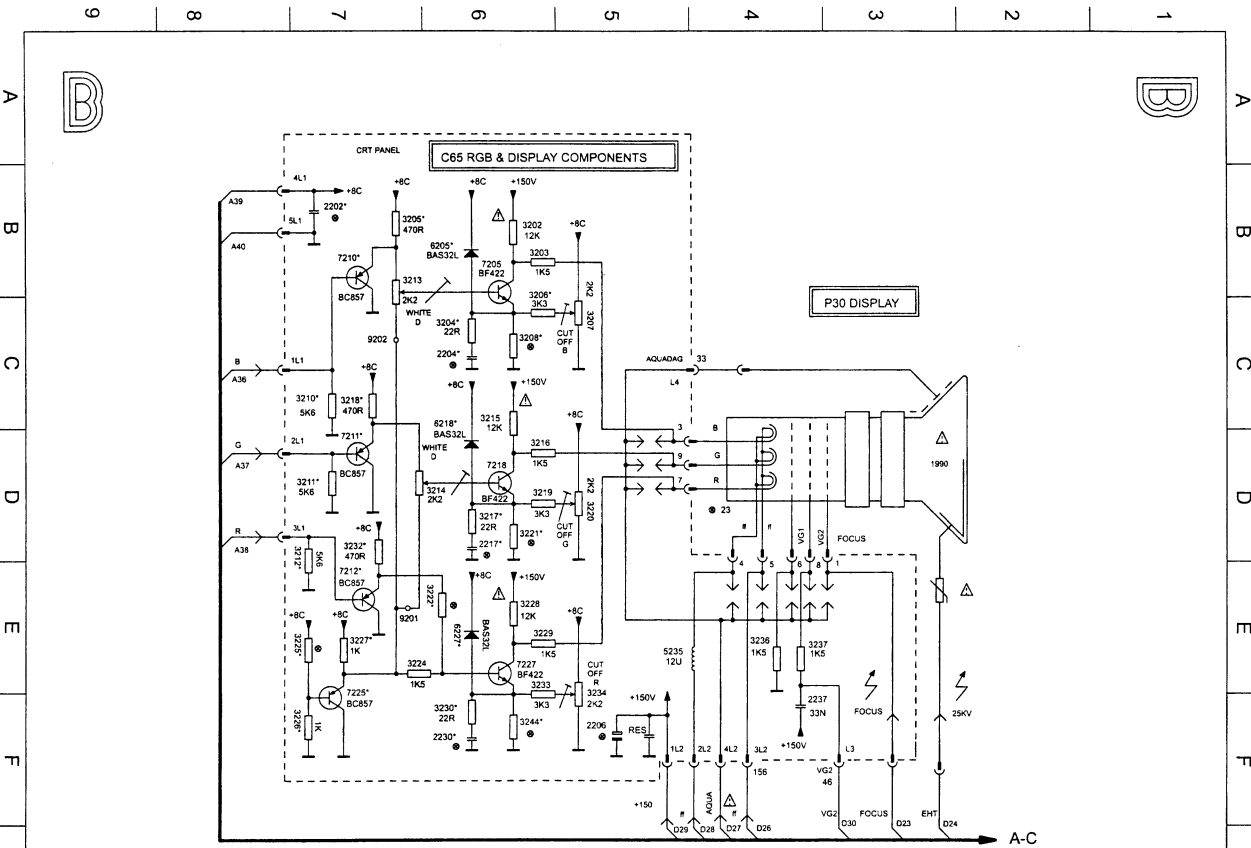 9 8 7 6 5 4 3 2 1
A A
B B
CRT PANEL
C65 RGB & DISPLAY COMPONENTS
4L1 +8C +8C +8C +150V
A39
2202*
3205*
470R
3202
12K
+8C
B B
5L1
A40
7210*
BC857
6205*
BAS32L
7205
BF422
3203
1K5
3213
2K2
WHITE
D
3206*
3K3
2K2
3207
P30 DISPLAY
3204*
22R
3208*
CUT
OFF
B
9202
2204*
AQUADAG 33
C C
B 1L1
A36
+8C
+8C +150V
L4
3210*
5K6
3218*
470R
3215
12K
+8C
6218*
BAS32L
3 B
G 2L1
A37
7211*
BC857
WHITE
D
3216
1K5
9 G
1990
7218
BF422
7 R
3211*
5K6
3214
2K2
3219
3K3
2K2
3220
D D
23
3217*
22R
3221*
CUT
OFF
G
R 3L1
A38
+8C
3232*
470R
2217*
ff ff VG1 VG2 FOCUS
3212*
5K6
4 5 6 8 1
7212*
BC857
+8C +150V
3222*
3228
12K
+8C
9201
BAS32L
6227*
E E
+8C +8C
3225*
3227*
1K
3229
1K5
5235
12U
3236
1K5
3237
1K5
3224
1K5
7227
BF422
CUT
OFF
R
3233
3K3
3234
2K2
7225*
BC857
+150V
2237
33N
FOCUS
25KV
3226*
1K
3230*
22R
3244*
2206
RES
2230*
+150V
F F
1L2 2L2 4L2 3L2 L3
156
VG2
46
+150 ff AQUA ff VG2 FOCUS EHT
D29 D28 D27 D26 D30 D23 D24
A-C